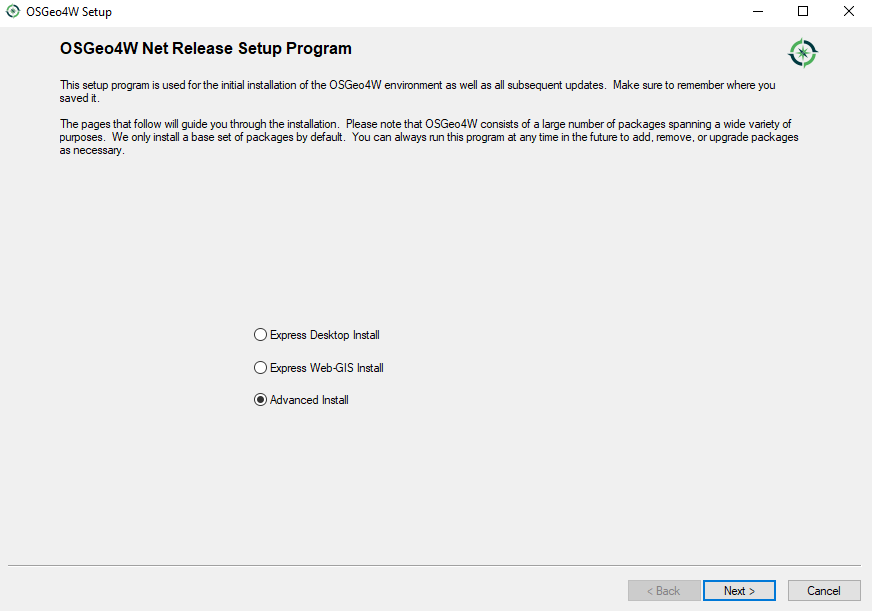 OSGeo4W Setup
OSGeo4W Net Release Setup Program
This setup program is used for the initial installation of the OSGeo4W environment as well as all subsequent updates.  Make sure to remember where you
saved it.
The pages that follow will guide you through the installation.  Please note that OSGeo4W consists of a large number of packages spanning a wide variety of
purposes.  We only install a base set of packages by default.  You can always run this program at any time in the future to add, remove, or upgrade packages
as necessary.
Express Desktop Install
Express Web-GIS Install
Advanced Install
< Back
Next >
Cancel